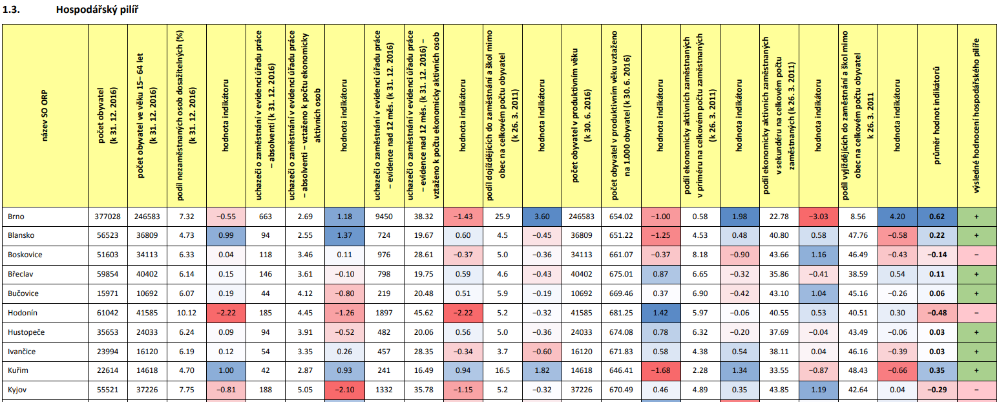 1.3. Hospodářský pilíř
název SO ORP
počet obyvatel
(k 31. 12. 2016)
počet obyvatel ve věku 15– 64 let
(k 31. 12. 2016)
podíl nezaměstnaných osob dosažitelných (%)
(k 31. 12. 2016)
hodnota indikátoru
uchazeči o zaměstnání v evidenci úřadu práce
– absolventi (k 31. 12. 2016)
uchazeči o zaměstnání v evidenci úřadu práce
– absolventi – vztaženo k počtu ekonomicky
aktivních osob
hodnota indikátoru
uchazeči o zaměstnání v evidenci úřadu práce
– evidence nad 12 měs. (k 31. 12. 2016)
uchazeči o zaměstnání v evidenci úřadu práce
– evidence nad 12 měs. (k 31. 12. 2016) –
vztaženo k počtu ekonomicky aktivních osob
hodnota indikátoru
podíl dojíždějících do zaměstnání a škol mimo
obec na celkovém počtu obyvatel
(k 26. 3. 2011)
hodnota indikátoru
počet obyvatel v produktivním věku
(k 30. 6. 2016)
počet obyvatel v produktivním věku vztaženo
na 1.000 obyvatel (k 30. 6. 2016)
hodnota indikátoru
podíl ekonomicky aktivních zaměstnaných
v priméru na celkovém počtu zaměstnaných
(k 26. 3. 2011)
hodnota indikátoru
podíl ekonomicky aktivních zaměstnaných
v sekundéru na celkovém počtu
zaměstnaných (k 26. 3. 2011)
hodnota indikátoru
podíl vyjíždějících do zaměstnání a škol mimo
obec na celkovém počtu obyvatel
k 26. 3. 2011
hodnota indikátoru
průměr hodnot indikátorů
výsledné hodnocení hospodářského pilíře
Brno 377028 246583 7.32 −0.55 663 2.69 1.18 9450 38.32 −1.43 25.9 3.60 246583 654.02 −1.00 0.58 1.98 22.78 −3.03 8.56 4.20 0.62 +
Blansko 56523 36809 4.73 0.99 94 2.55 1.37 724 19.67 0.60 4.5 −0.45 36809 651.22 −1.25 4.53 0.48 40.80 0.58 47.76 −0.58 0.22 +
Boskovice 51603 34113 6.33 0.04 118 3.46 0.11 976 28.61 −0.37 5.0 −0.36 34113 661.07 −0.37 8.18 −0.90 43.66 1.16 46.49 −0.43 −0.14 −
Břeclav 59854 40402 6.14 0.15 146 3.61 −0.10 798 19.75 0.59 4.6 −0.43 40402 675.01 0.87 6.65 −0.32 35.86 −0.41 38.59 0.54 0.11 +
Bučovice 15971 10692 6.07 0.19 44 4.12 −0.80 219 20.48 0.51 5.9 −0.19 10692 669.46 0.37 6.90 −0.42 43.10 1.04 45.16 −0.26 0.06 +
Hodonín 61042 41585 10.12 −2.22 185 4.45 −1.26 1897 45.62 −2.22 5.2 −0.32 41585 681.25 1.42 5.97 −0.06 40.55 0.53 40.51 0.30 −0.48 −
Hustopeče 35653 24033 6.24 0.09 94 3.91 −0.52 482 20.06 0.56 5.0 −0.36 24033 674.08 0.78 6.32 −0.20 37.69 −0.04 43.49 −0.06 0.03 +
Ivančice 23994 16120 6.19 0.12 54 3.35 0.26 457 28.35 −0.34 3.7 −0.60 16120 671.83 0.58 4.38 0.54 38.11 0.04 46.16 −0.39 0.03 +
Kuřim 22614 14618 4.70 1.00 42 2.87 0.93 241 16.49 0.94 16.5 1.82 14618 646.41 −1.68 2.28 1.34 33.55 −0.87 48.43 −0.66 0.35 +
Kyjov 55521 37226 7.75 −0.81 188 5.05 −2.10 1332 35.78 −1.15 5.2 −0.32 37226 670.49 0.46 4.89 0.35 43.85 1.19 42.64 0.04 −0.29 −